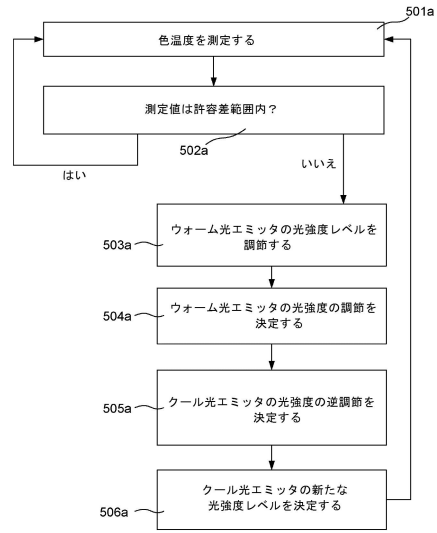 501a
色温度を測定する
測定値は許容差範囲内？
502a
はい
いいえ
ウォーム光エミッタの光強度レベルを
調節する
503a
ウォーム光エミッタの光強度の調節を
決定する
504a
クール光エミッタの光強度の逆調節を
決定する
505a
クール光エミッタの新たな
光強度レベルを決定する
506a